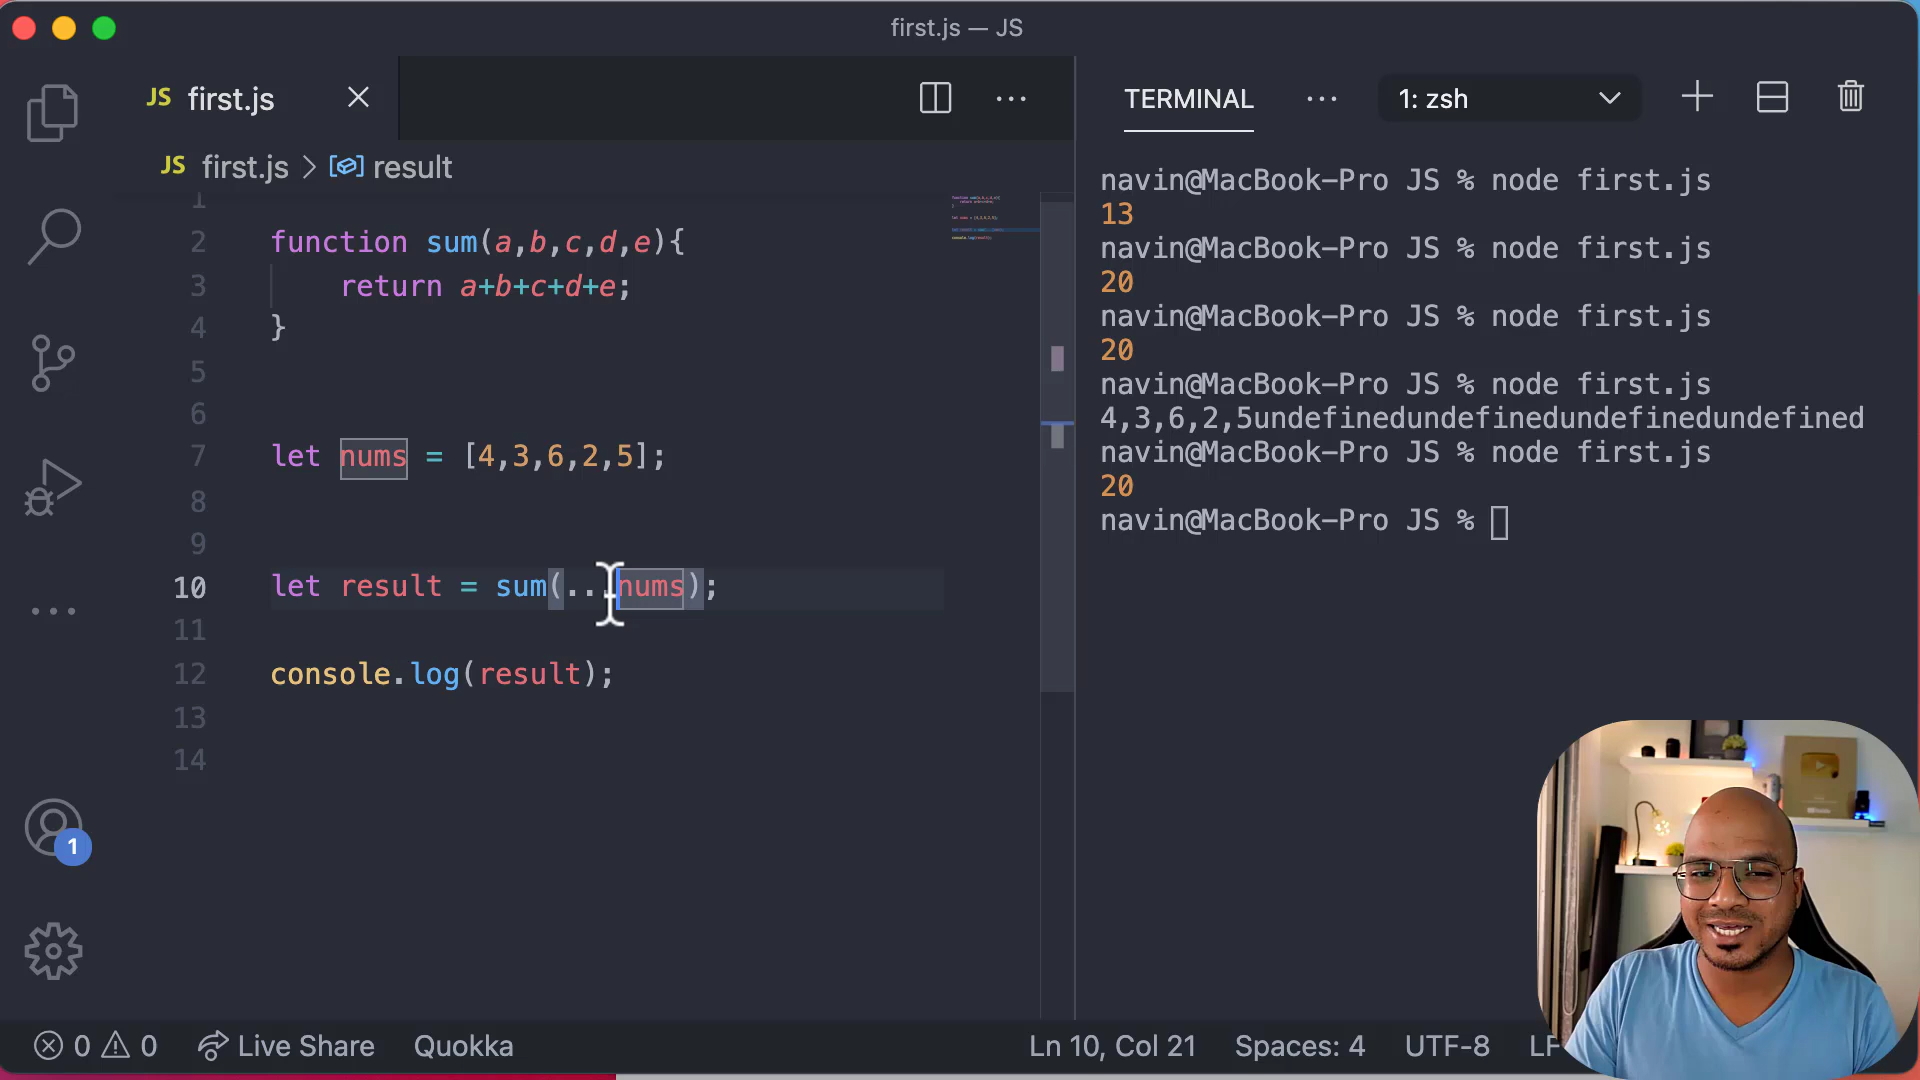 first.js — JS
JS first.js
JS first.js > result
1
2 function sum(a,b,c,d,e){
3 return a+b+c+d+e;
4 }
5
6
7 let nums = [4,3,6,2,5];
8
9
10 let result = sum(...nums);
11
12 console.log(result);
13
14
1
0 0 Live Share Quokka Ln 10, Col 21 Spaces: 4 UTF-8 LF
TERMINAL 1: zsh
navin@MacBook-Pro JS % node first.js
13
navin@MacBook-Pro JS % node first.js
20
navin@MacBook-Pro JS % node first.js
20
navin@MacBook-Pro JS % node first.js
4,3,6,2,5undefinedundefinedundefinedundefined
navin@MacBook-Pro JS % node first.js
20
navin@MacBook-Pro JS %